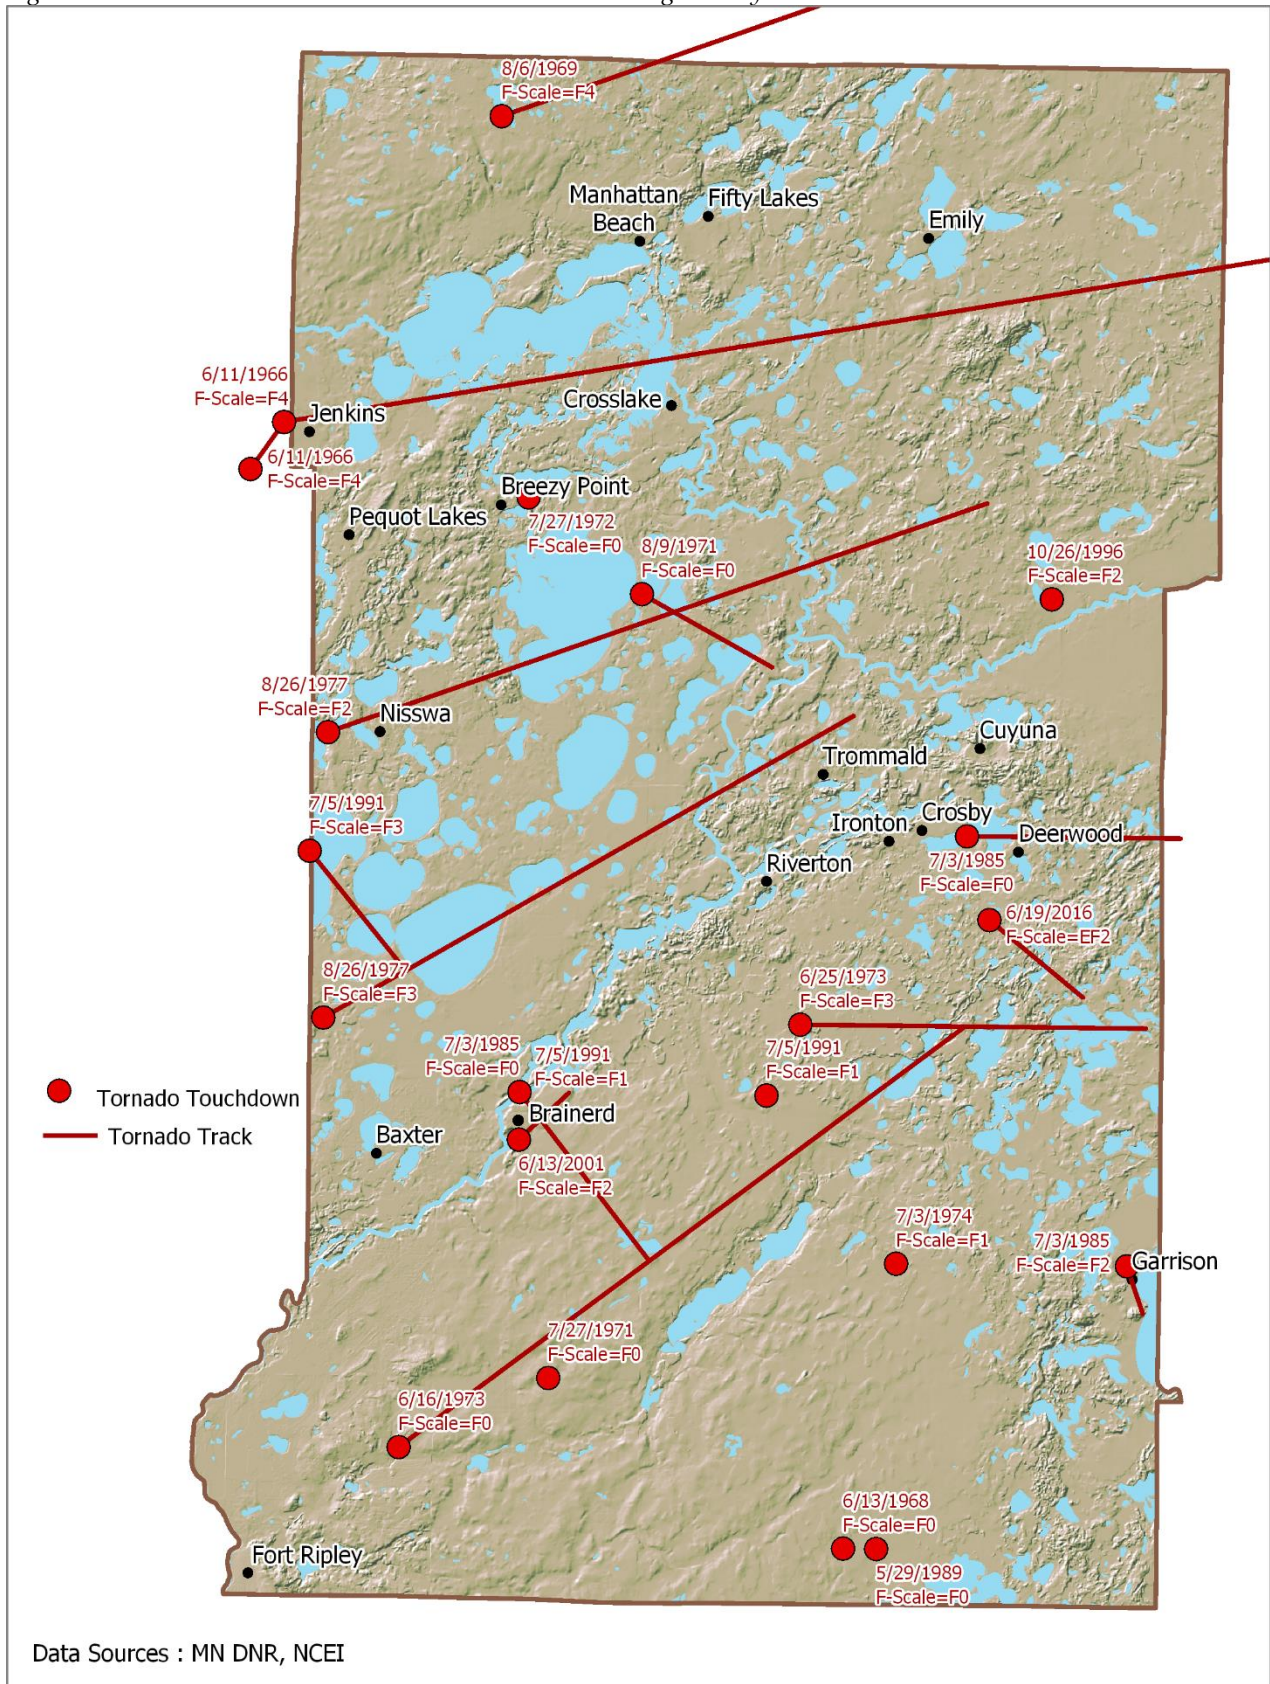 8/6/1969
F-Scale=F4
Manhattan
Beach
Fifty Lakes
Emily
6/11/1966
F-Scale=F4
Jenkins
Crosslake
6/11/1966
F-Scale=F4
Breezy Point
Pequot Lakes
7/27/1972
F-Scale=F0
8/9/1971
F-Scale=F0
10/26/1996
F-Scale=F2
8/26/1977
F-Scale=F2
Nisswa
Cuyuna
Trommald
7/5/1991
F-Scale=F3
Crosby
Ironton
Deerwood
Riverton
7/3/1985
F-Scale=F0
6/19/2016
F-Scale=EF2
8/26/1977
F-Scale=F3
6/25/1973
F-Scale=F3
7/3/1985
F-Scale=F0
7/5/1991
F-Scale=F1
7/5/1991
F-Scale=F1
Tornado Touchdown
Tornado Track
Brainerd
Baxter
6/13/2001
F-Scale=F2
7/3/1974
F-Scale=F1
7/3/1985
F-Scale=F2
Garrison
7/27/1971
F-Scale=F0
6/16/1973
F-Scale=F0
6/13/1968
F-Scale=F0
Fort Ripley
5/29/1989
F-Scale=F0
Data Sources : MN DNR, NCEI